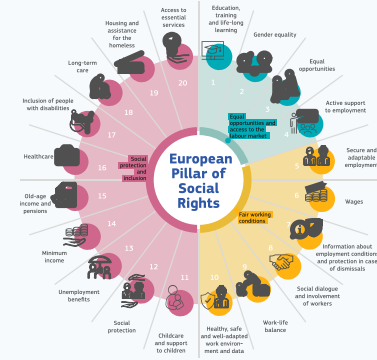 Education,
training
and life-long
learning
Gender equality
Equal
opportunities
Active support
to employment
Secure and
adaptable
employment
Wages
Information about
employment conditions
and protection in case
of dismissals
Social dialogue
and involvement
of workers
Work-life
balance
Healthy, safe
and well-adapted
work environ-
ment and data
Childcare
and support
to children
Social
protection
Unemployment
benefits
Minimum
income
Old-age
income and
pensions
Healthcare
Inclusion of people
with disabilities
Long-term
care
Housing and
assistance
for the
homeless
Access to
essential
services
1
2
3
4
5
6
8
9
10
11
12
13
14
15
16
17
18
19
20
Equal
opportunities and
access to the
labour market
Fair working
conditions
Social
protection
and
inclusion
European
Pillar of
Social
Rights